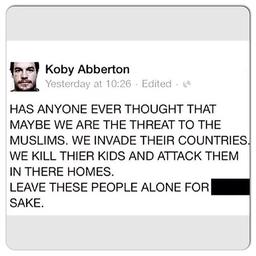 Koby Abberton
Yesterday at 10:26 · Edited ·
HAS ANYONE EVER THOUGHT THAT
MAYBE WE ARE THE THREAT TO THE
MUSLIMS. WE INVADE THEIR COUNTRIES.
WE KILL THIER KIDS AND ATTACK THEM
IN THERE HOMES.
LEAVE THESE PEOPLE ALONE FOR
SAKE.